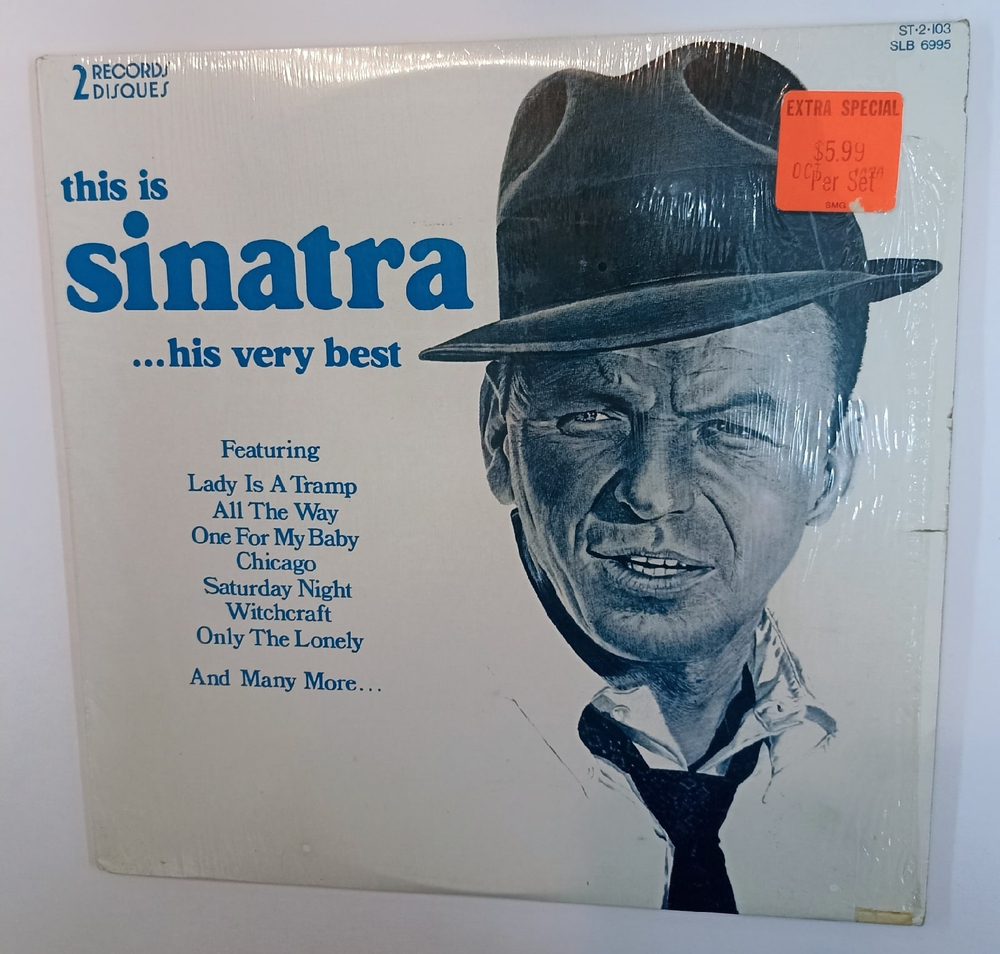 2 RECORDS
DISQUES
ST·2·103
SLB 6995
EXTRA SPECIAL
$5.99
OCT
Per Set
SMG
this is
sinatra
...his very best
Featuring
Lady Is A Tramp
All The Way
One For My Baby
Chicago
Saturday Night
Witchcraft
Only The Lonely
And Many More...